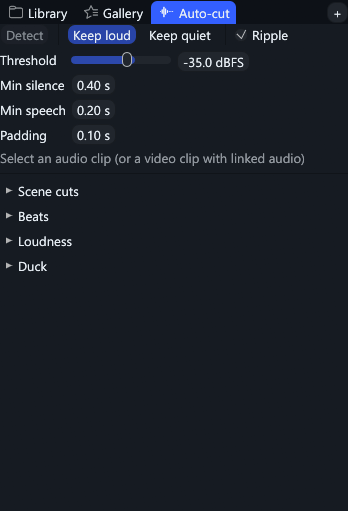 Library Gallery Auto-cut +
Detect Keep loud Keep quiet Ripple
Threshold -35.0 dBFS
Min silence 0.40 s
Min speech 0.20 s
Padding 0.10 s
Select an audio clip (or a video clip with linked audio)
Scene cuts
Beats
Loudness
Duck